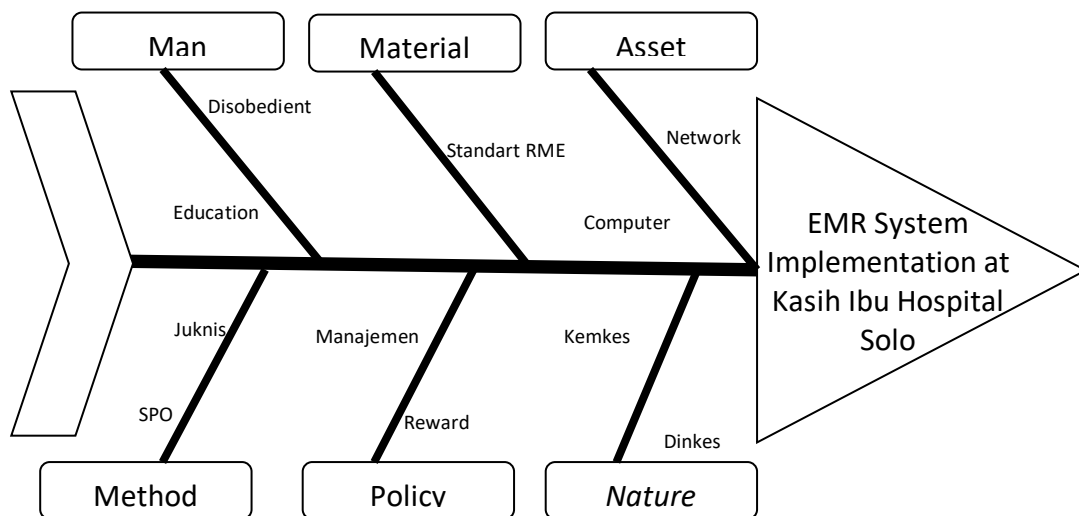 Man
Material
Asset
Disobedient
Standart RME
Network
Education
Computer
EMR System
Implementation at
Kasih Ibu Hospital
Solo
Juknis
Manajemen
Kemkes
SPO
Reward
Dinkes
Method
Policy
Nature